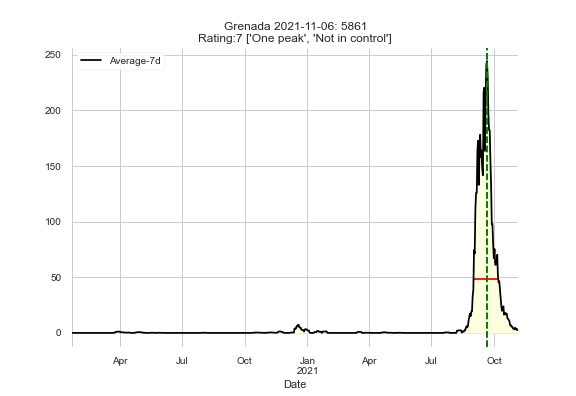 Grenada 2021-11-06: 5861
Rating:7 ['One peak', 'Not in control']
Average-7d
250
200
150
100
50
0
Apr Jul Oct Jan Apr Jul Oct
2021
Date